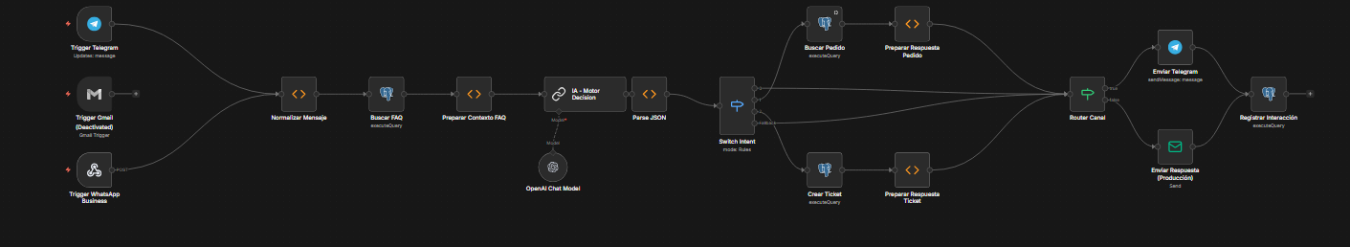 Trigger Telegram
Updates: message
Trigger Gmail
(Deactivated)
Gmail Trigger
Trigger WhatsApp
Business
Normalizar Mensaje
Buscar FAQ
executeQuery
Preparar Contexto FAQ
IA - Motor
Decision
Model*
Model
OpenAI Chat Model
Parse JSON
Switch Intent
mode: Rules
Buscar Pedido
executeQuery
Preparar Respuesta
Pedido
Crear Ticket
executeQuery
Preparar Respuesta
Ticket
Router Canal
true
false
Enviar Telegram
sendMessage: message
Enviar Respuesta
(Producción)
Send
Registrar Interacción
executeQuery